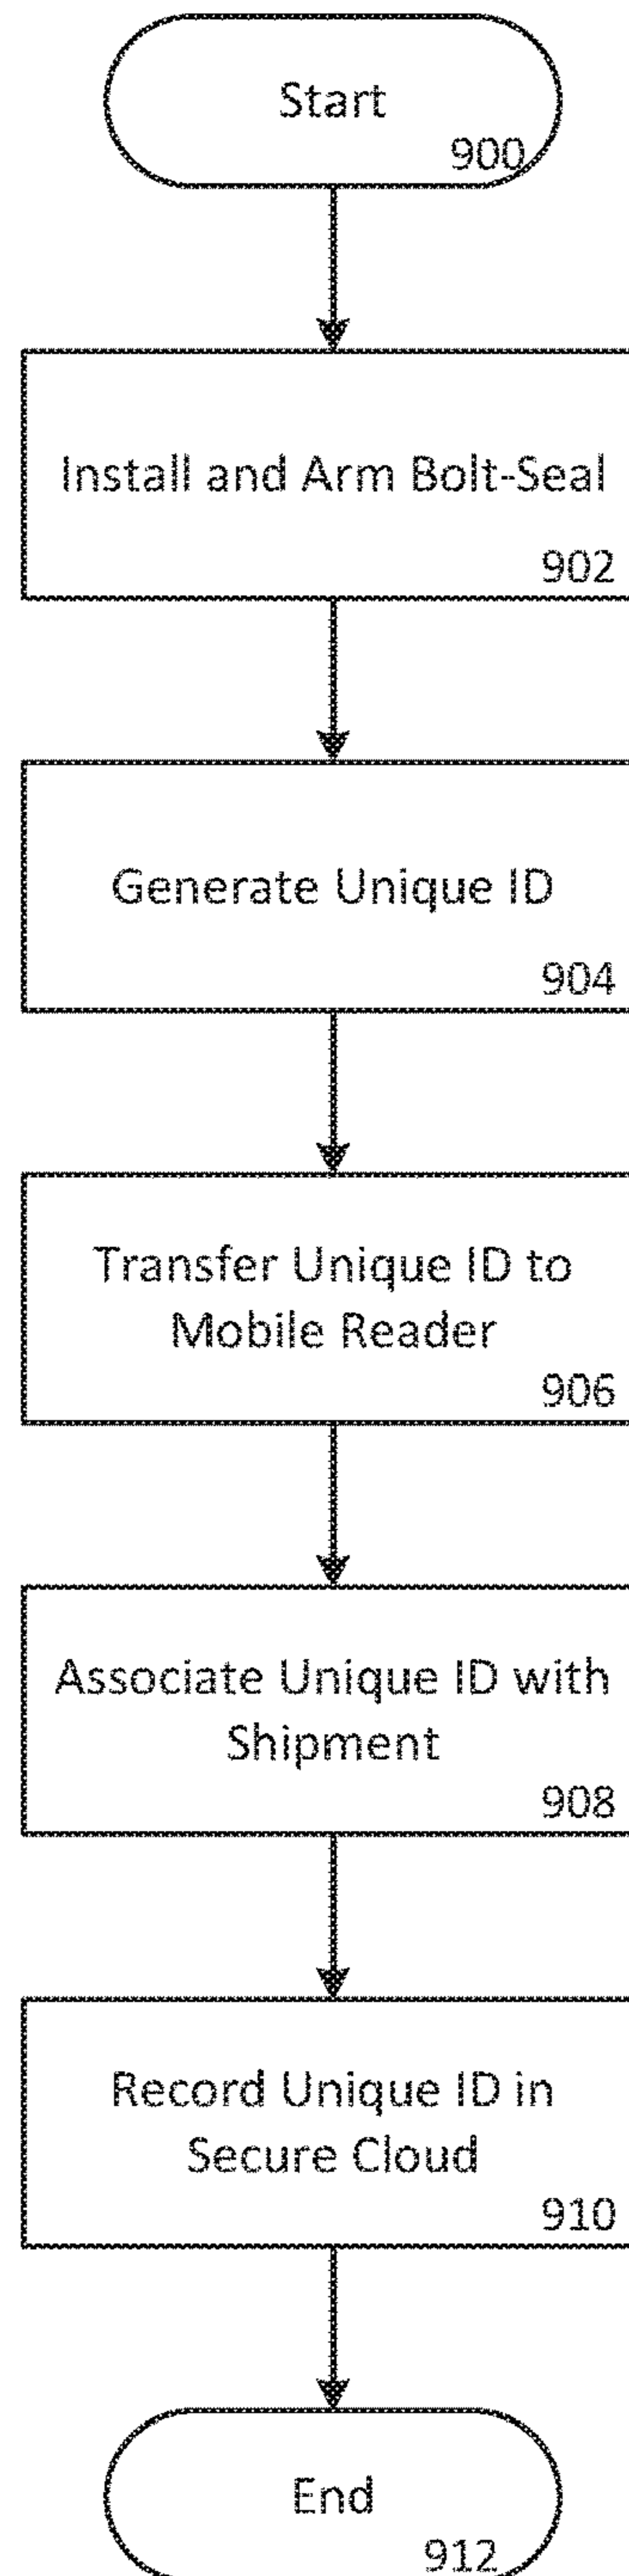 Start
900
Install and Arm Bolt-Seal
902
Generate Unique ID
904
Transfer Unique ID to
Mobile Reader
906
Associate Unique ID with
Shipment
908
Record Unique ID in
Secure Cloud
910
End
912